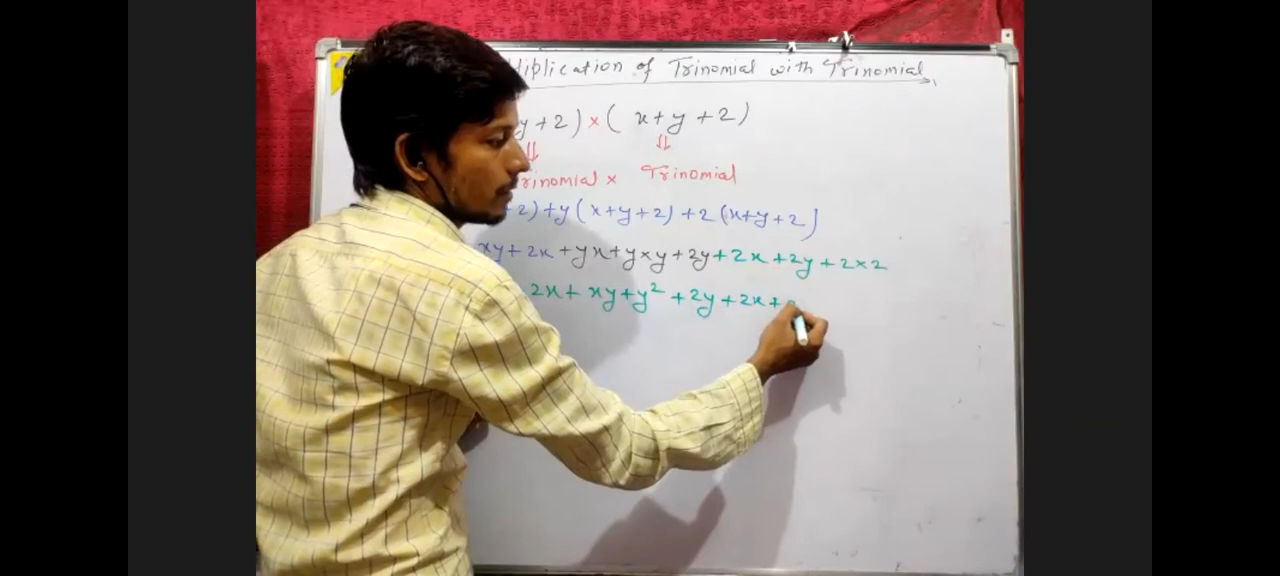 tiplication of Trinomial with Trinomial
y + 2) × ( x + y + 2)
⇓ ⇓
rinomial × Trinomial
+ 2) + y ( x + y + 2) + 2 ( x + y + 2)
xy + 2x + yx + y × y + 2y + 2x + 2y + 2 × 2
2x + xy + y² + 2y + 2x +